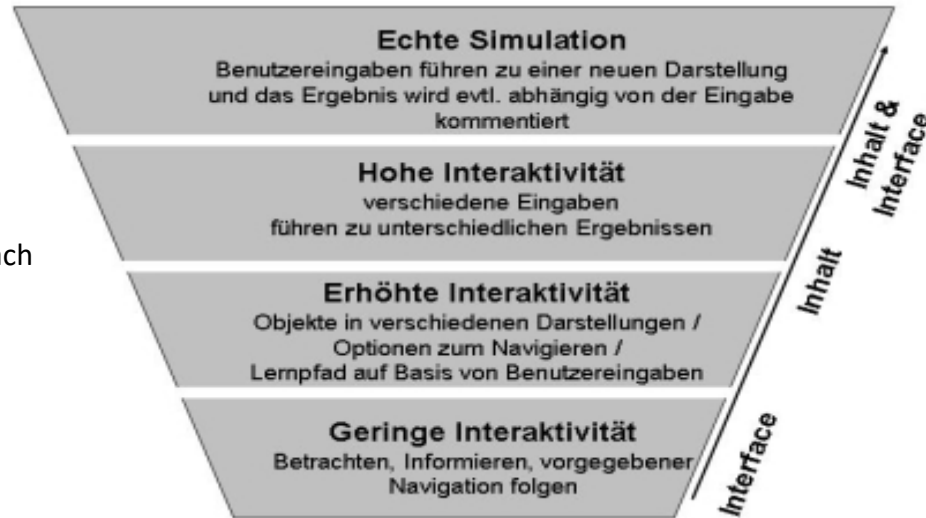 Echte Simulation
Benutzereingaben führen zu einer neuen Darstellung
und das Ergebnis wird evtl. abhängig von der Eingabe
kommentiert
Hohe Interaktivität
verschiedene Eingaben
führen zu unterschiedlichen Ergebnissen
Erhöhte Interaktivität
Objekte in verschiedenen Darstellungen /
Optionen zum Navigieren /
Lernpfad auf Basis von Benutzereingaben
Geringe Interaktivität
Betrachten, Informieren, vorgegebener
Navigation folgen
Inhalt &
Interface
Inhalt
Interface